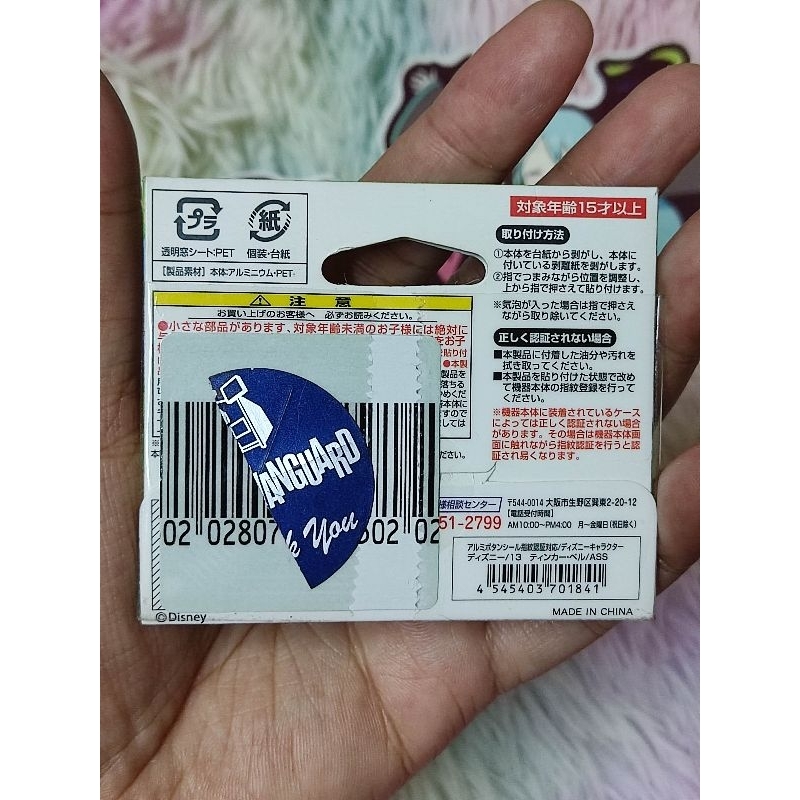 プラ
紙
透明窓シート:PET
個装・台紙
【製品素材】本体アルミニウム・PET
対象年齢15才以上
取り付け方法
①本体を台紙から剥がし、本体に
付いている剥離紙を剥がします。
②指でつまみながら位置を調整し、
上から指で押さえて貼り付けます。
※気泡が入った場合は指で押さえ
ながら取り除いてください。
正しく認証されない場合
■本製品に付着した油分や汚れを
拭き取ってください。
■本製品を貼り付けた状態で改め
て機器本体の指紋登録を行って
ください。
※機器本体に装着されているケース
によっては正しく認証されない場合
があります。その場合は機器本体画
面に触れながら指紋認証を行うと認
証され易くなります。
注意
お買い上げのお客様へ 必ずお読みください。
●小さな部品があります、対象年齢未満のお子様には絶対に
VANGUARD
k You
02 02807
302 02
様相談センター
51-2799
〒544-0014 大阪市生野区巽東2-20-12
【電話受付時間】
AM10:00~PM4:00 月~金曜日(祝日除く)
アルミボタンシール指紋認証対応/ディズニーキャラクター
ディズニー/13 ティンカー・ベル/ASS
4 545403 701841
©Disney
MADE IN CHINA